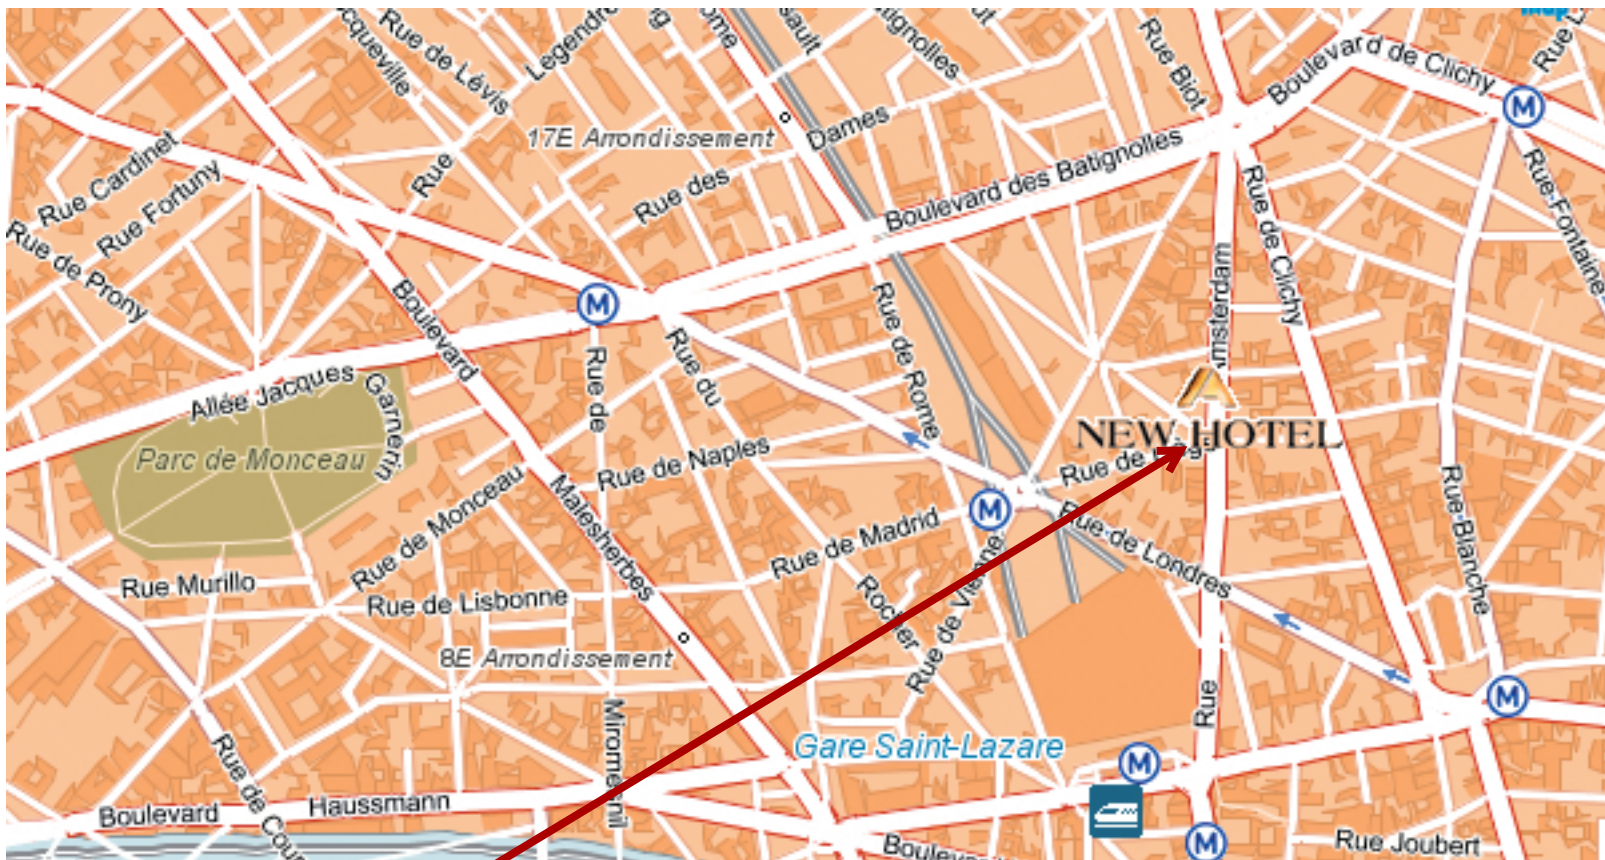 Rue de Lévis
Legendre
Rue Biot
Boulevard de Clichy
Rue
M
17E Arrondissement
Dames
Rue Cardinet
Rue Fortuny
Rue
Rue des
Boulevard des Batignolles
Rue de Clichy
Rue Fontaine
Rue de Prony
M
Boulevard
Rue de
Rue du
Rue de Rome
Amsterdam
Allée Jacques
Garnerin
NEW HOTEL
Parc de Monceau
Rue de Naples
Rue de
Rue Blanche
Rue de Monceau
Malesherbes
M
Rue de Madrid
Rue de Londres
Rue Murillo
Rue de Lisbonne
Rocher
Rue de Vienne
8E Arrondissement
Rue
M
Miromesnil
Gare Saint-Lazare
M
Rue de
Boulevard
Haussmann
M
Rue Joubert